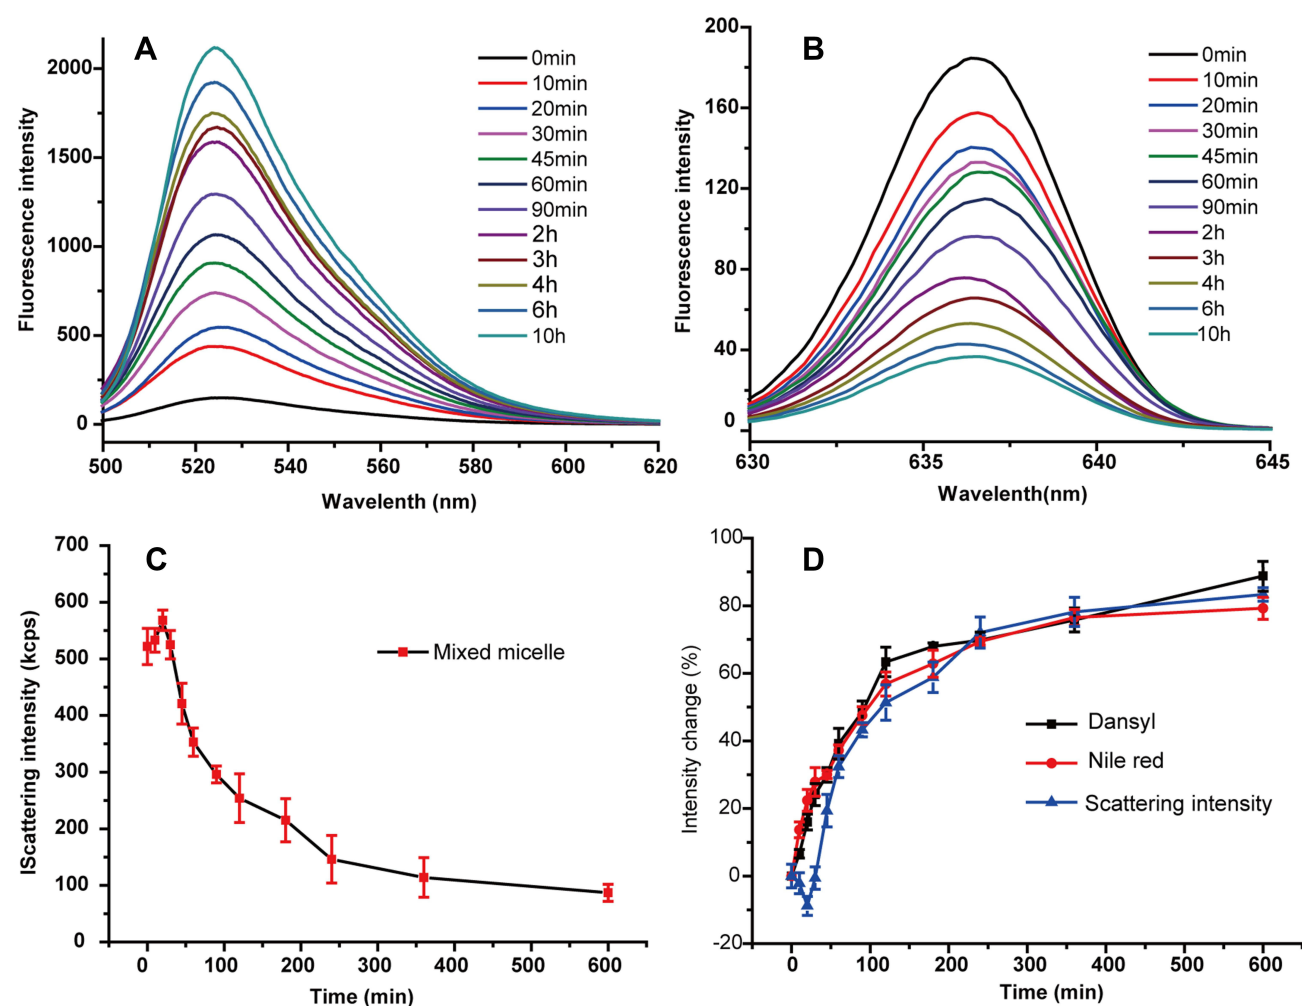 A
Fluorescence intensity
2000
1500
1000
500
0
500
520
540
560
580
600
620
Wavelenth (nm)
0min
10min
20min
30min
45min
60min
90min
2h
3h
4h
6h
10h
B
Fluorescence intensity
200
160
120
80
40
0
630
635
640
645
Wavelenth(nm)
0min
10min
20min
30min
45min
60min
90min
2h
3h
4h
6h
10h
C
IScattering intensity (kcps)
700
600
500
400
300
200
100
0
0
100
200
300
400
500
600
Time (min)
Mixed micelle
D
Intensity change (%)
100
80
60
40
20
0
-20
0
100
200
300
400
500
600
Time (min)
Dansyl
Nile red
Scattering intensity